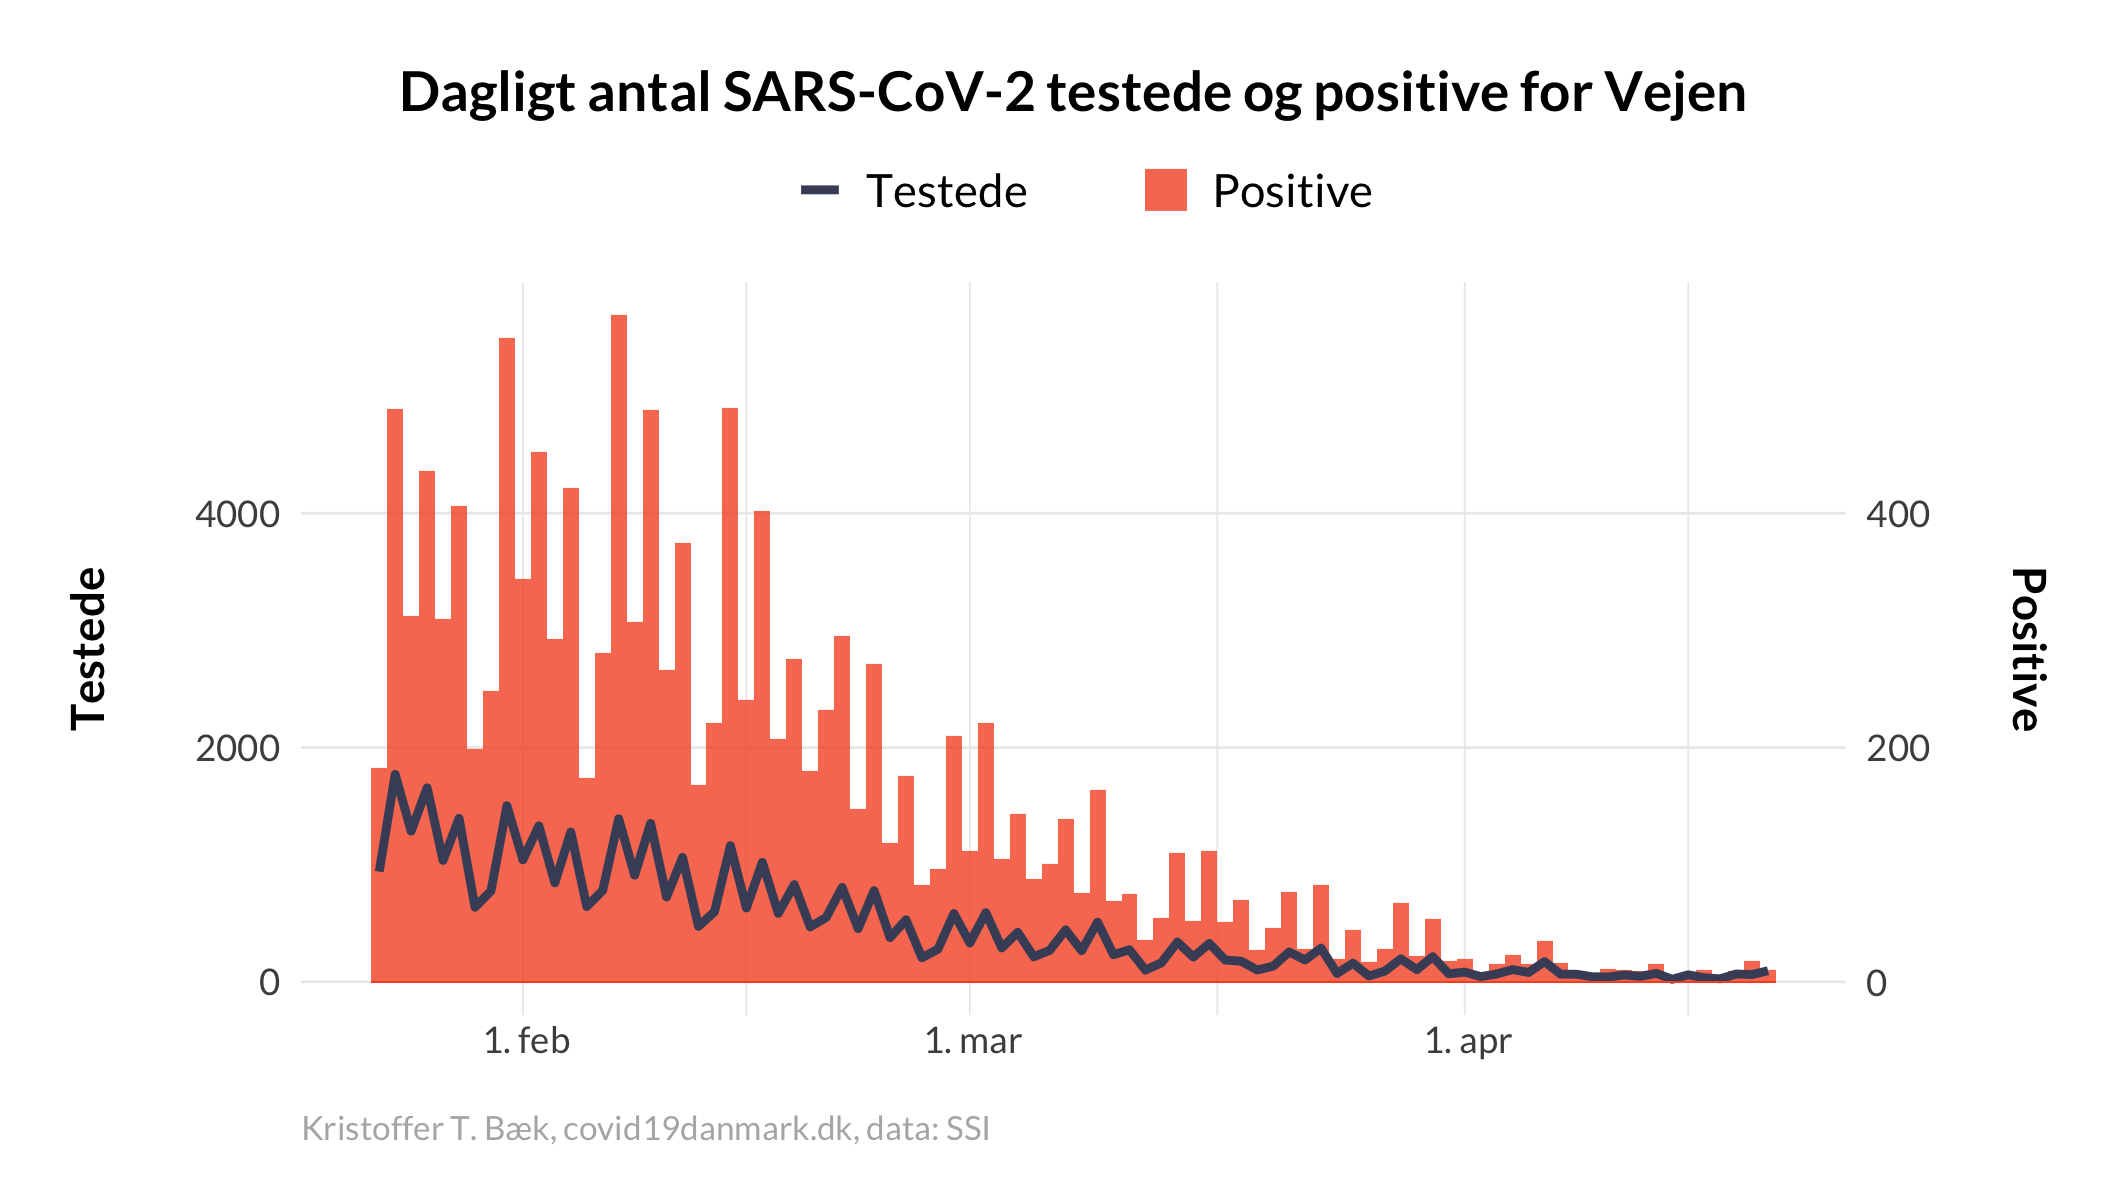 Dagligt antal SARS-CoV-2 testede og positive for Vejen
Testede
Positive
Testede
4000
2000
0
400
200
0
Positive
1. feb
1. mar
1. apr
Kristoffer T. Bæk, covid19danmark.dk, data: SSI